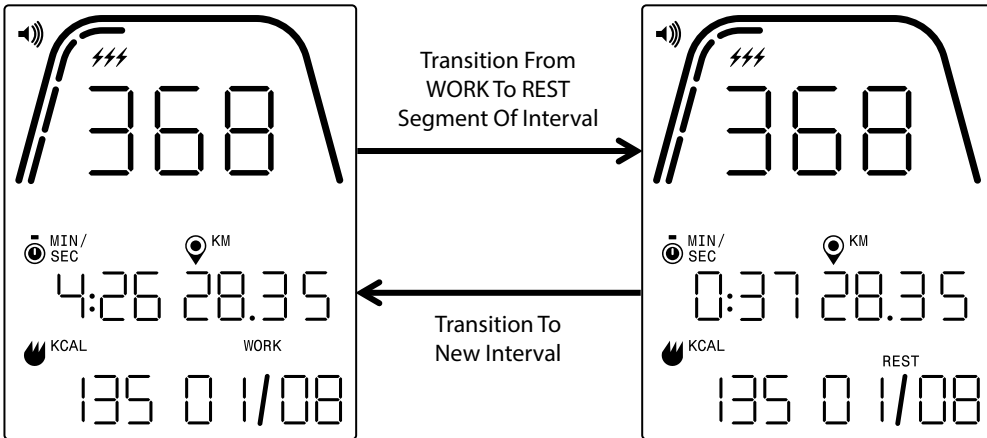 368
MIN/
SEC
KM
4:26 28.35
KCAL
WORK
135 01/08
Transition From
WORK To REST
Segment Of Interval
Transition To
New Interval
368
MIN/
SEC
KM
0:37 28.35
KCAL
REST
135 01/08